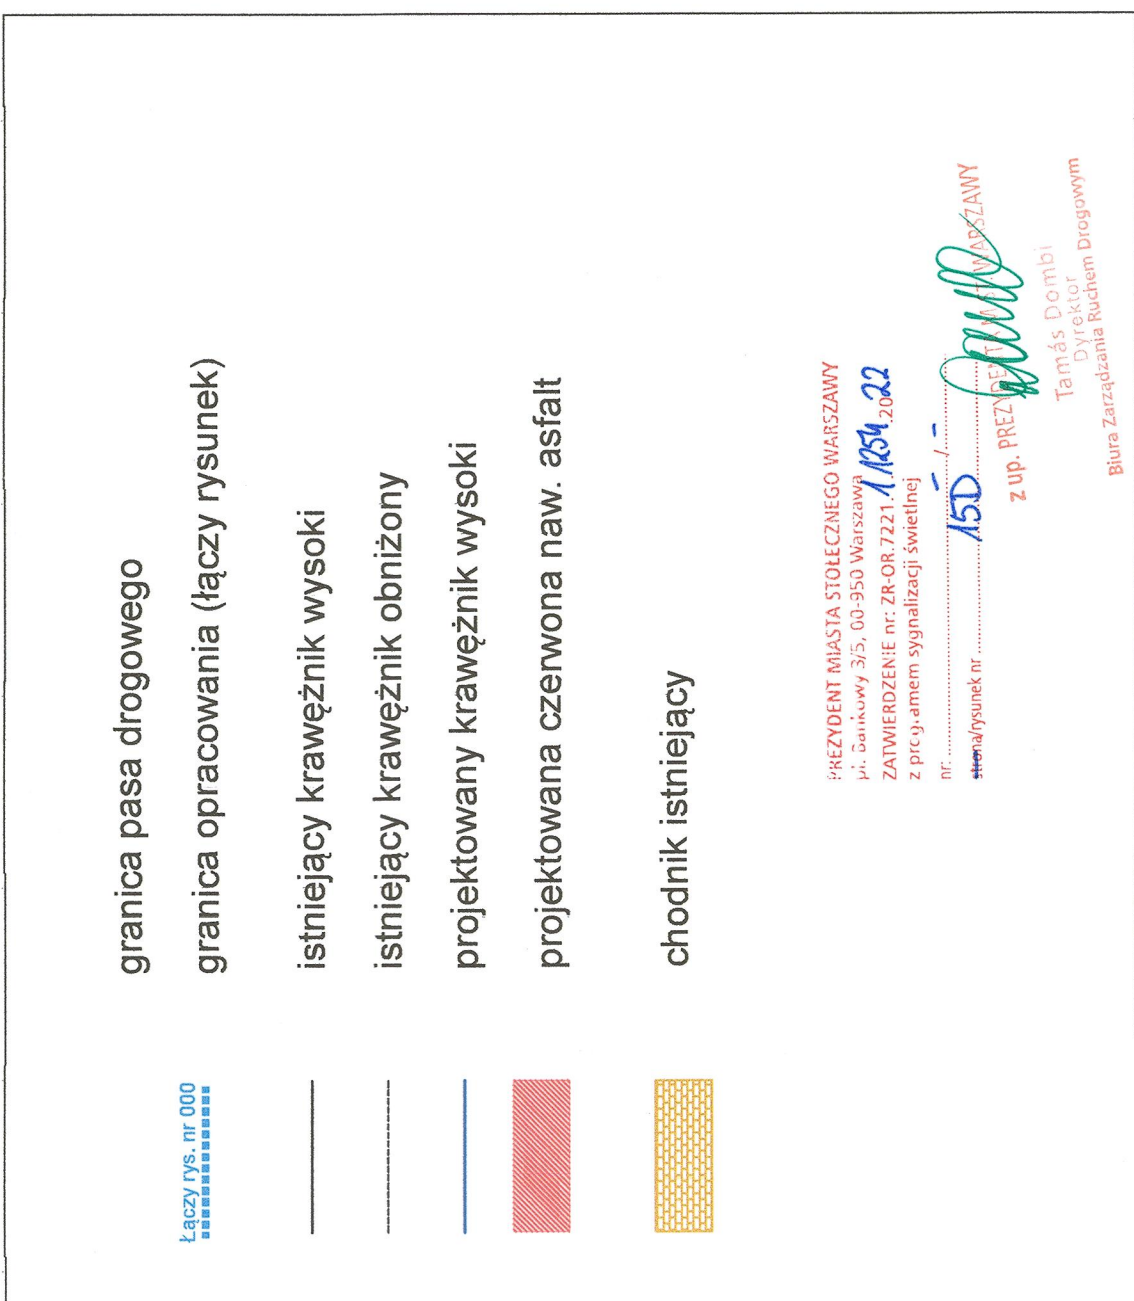 granica pasa drogowego
Łączy rys. nr 000
granica opracowania (łączy rysunek)
istniejący krawężnik wysoki
istniejący krawężnik obniżony
projektowany krawężnik wysoki
projektowana czerwona naw. asfalt
chodnik istniejący
PREZYDENT MIASTA STOŁECZNEGO WARSZAWY
pl. Bankowy 3/5, 00-950 Warszawa
ZATWIERDZENIE nr: ZR-OR.7221.1.1254.2022
z programem sygnalizacji świetlnej
nr: - / -
strona/rysunek nr 15D
z up. PREZYDENTA M.ST. WARSZAWY
Tamás Dombi
Dyrektor
Biura Zarządzania Ruchem Drogowym